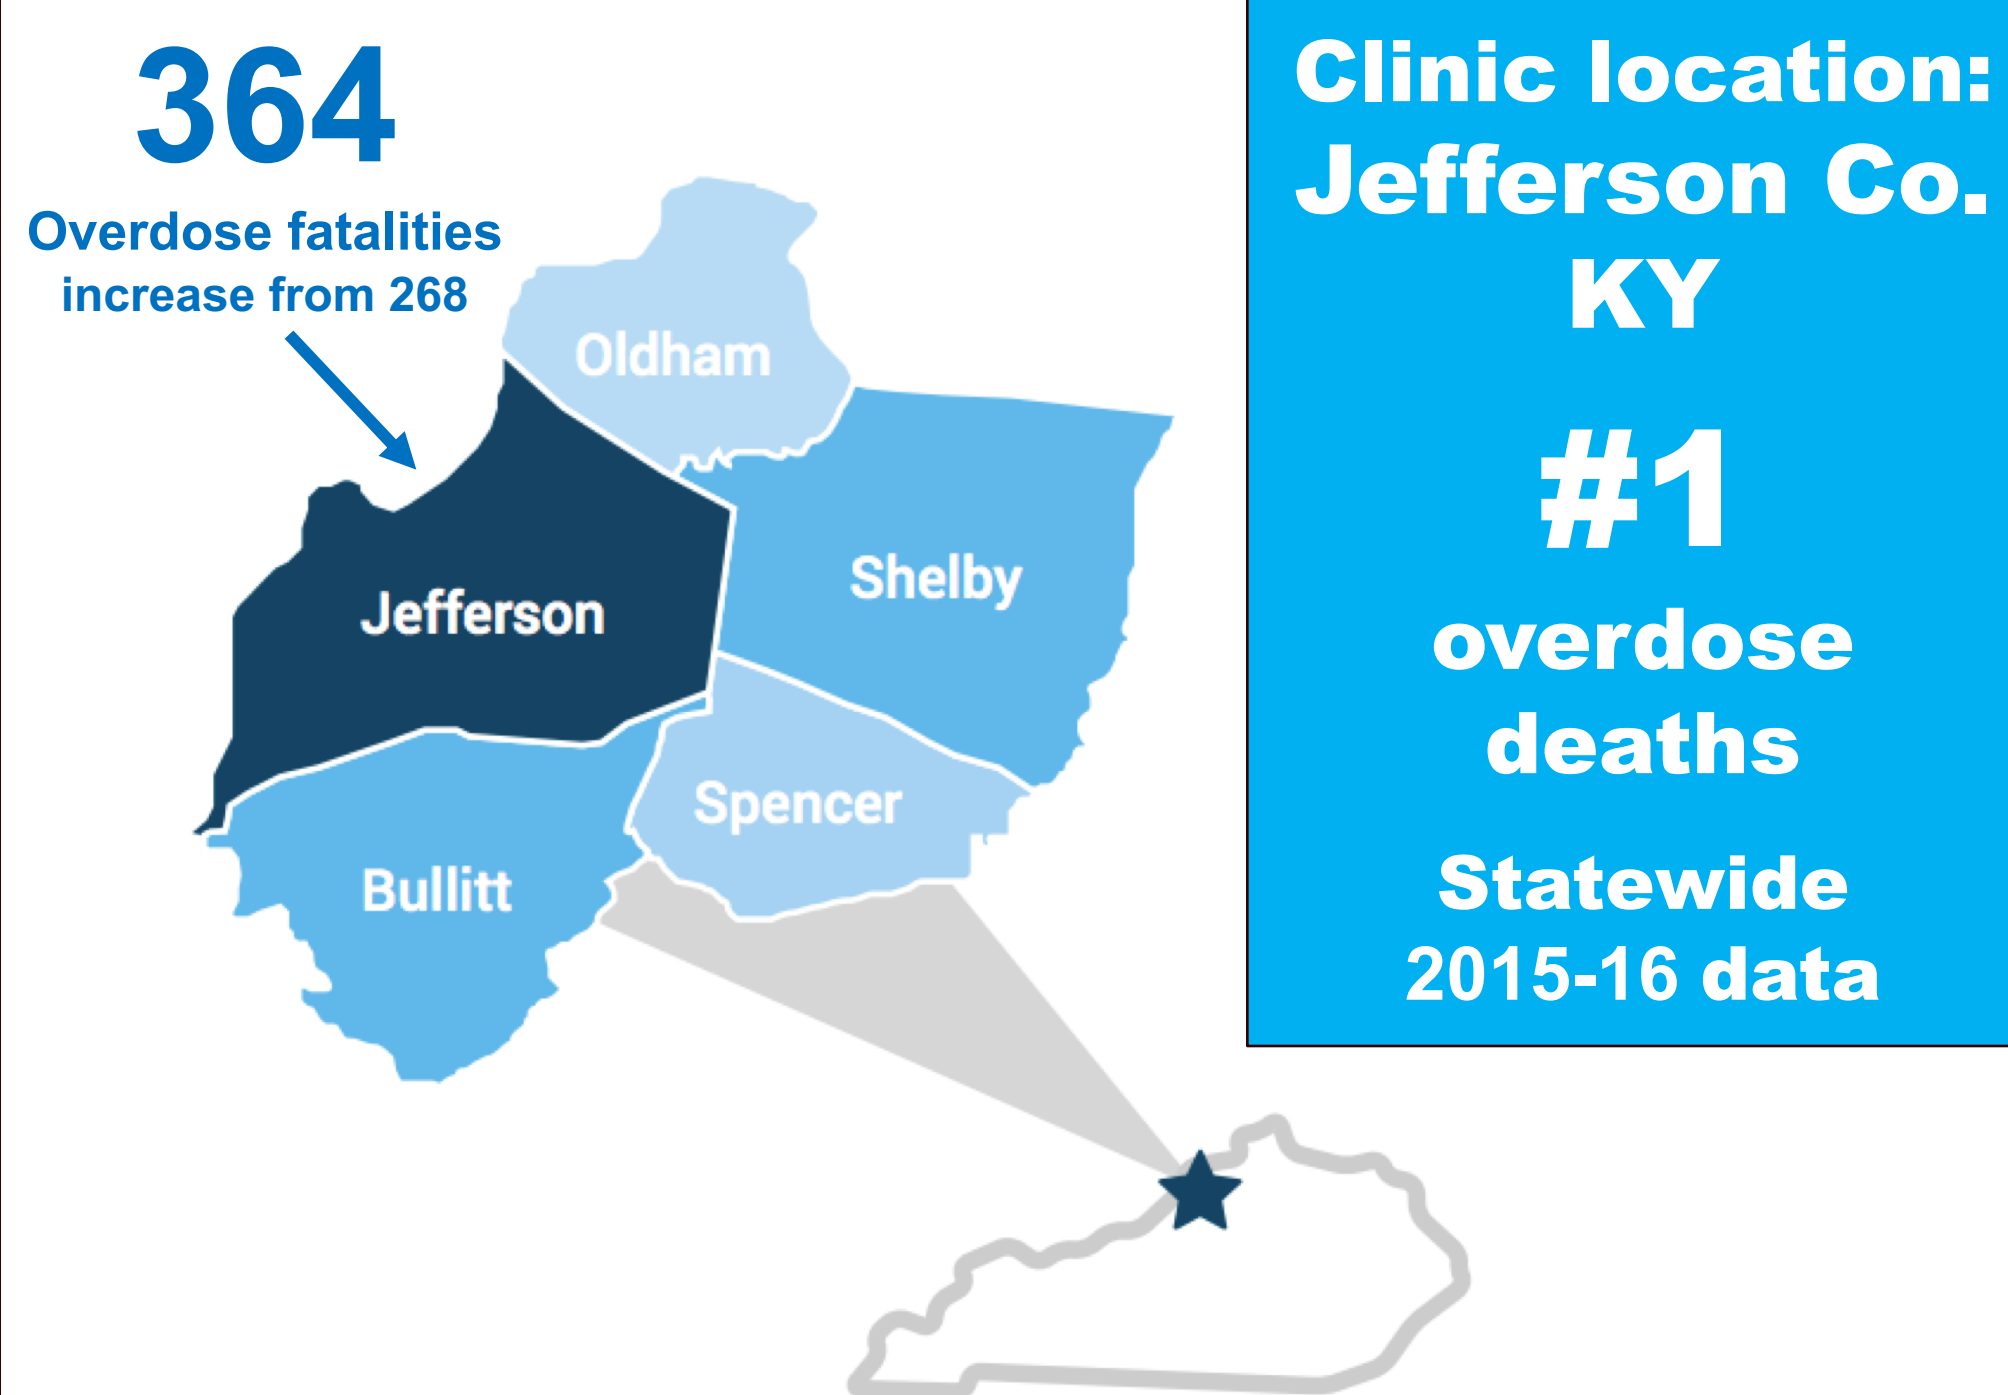 364
Overdose fatalities
increase from 268
Oldham
Jefferson
Shelby
Spencer
Bullitt
Clinic location:
Jefferson Co.
KY
#1
overdose
deaths
Statewide
2015-16 data